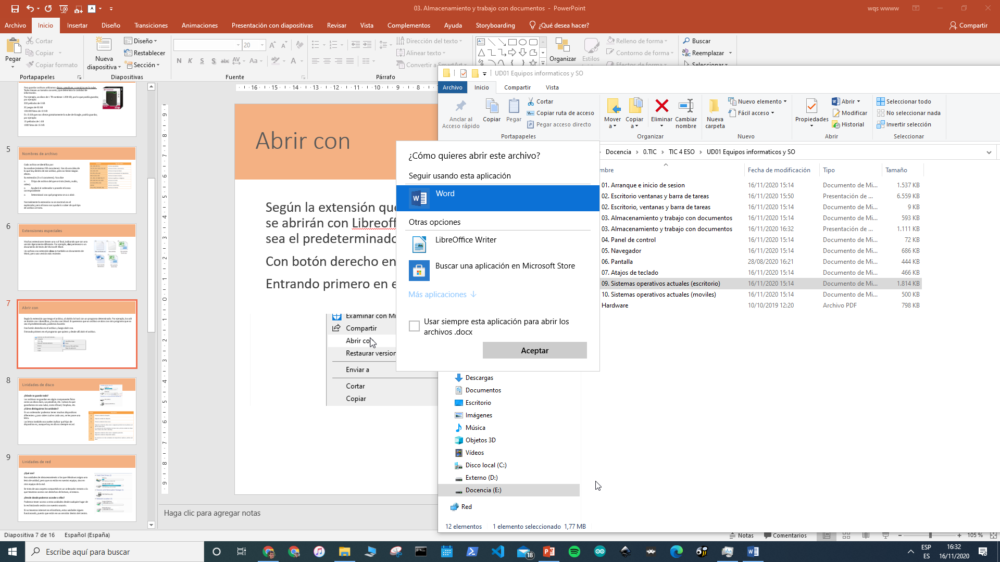 03. Almacenamiento y trabajo con documentos - PowerPoint
wqs wwww
Archivo Inicio Insertar Diseño Transiciones Animaciones Presentación con diapositivas Revisar Vista Complementos Ayuda Storyboarding ¿Qué desea hacer? Compartir
Pegar
Cortar
Copiar
Copiar formato
Portapapeles
Nueva diapositiva
Diseño
Restablecer
Sección
Diapositivas
20
N K S S abc AV Aa A
Fuente
Dirección del texto
Alinear texto
Convertir a SmartArt
Párrafo
Organizar
Estilos
Relleno de forma
Contorno de forma
Efectos de forma
Buscar
Reemplazar
Seleccionar
5
Nombres de archivo
6
Extensiones especiales
7
Abrir con
8
Unidades de disco
¿Dónde se guarda todo?
¿Cómo distinguimos las unidades?
9
Unidades de red
¿Qué son?
¿Desde donde podemos acceder a ellas?
Abrir con
Según la extensión que
se abrirán con Libreoff
sea el predeterminado
Con botón derecho en
Entrando primero en e
Examinar con Mi
Compartir
Abrir co
Restaurar version
Enviar a
Cortar
Copiar
Haga clic para agregar notas
UD01 Equipos informaticos y SO
Archivo Inicio Compartir Vista
Anclar al Acceso rápido
Copiar
Pegar
Cortar
Copiar ruta de acceso
Pegar acceso directo
Portapapeles
Mover a
Copiar a
Eliminar
Cambiar nombre
Organizar
Nueva carpeta
Nuevo elemento
Fácil acceso
Nuevo
Propiedades
Abrir
Modificar
Historial
Abrir
Seleccionar todo
No seleccionar nada
Invertir selección
Seleccionar
Docencia > 0.TIC > TIC 4 ESO > UD01 Equipos informaticos y SO
mbre Fecha de modificación Tipo Tamaño
01. Arranque e inicio de sesion 16/11/2020 15:14 Documento de Mi... 1.537 KB
02. Escritorio ventanas y barra de tareas 16/11/2020 15:50 Presentación de ... 6.559 KB
02. Escritorio, ventanas y barra de tareas 16/11/2020 15:14 Documento de Mi... 9 KB
03. Almacenamiento y trabajo con documentos 16/11/2020 15:14 Documento de Mi... 593 KB
03. Almacenamiento y trabajo con documentos 16/11/2020 16:32 Presentación de ... 1.111 KB
04. Panel de control 16/11/2020 15:14 Documento de Mi... 72 KB
05. Navegador 16/11/2020 15:14 Documento de Mi... 686 KB
06. Pantalla 28/08/2020 16:21 Documento de Mi... 444 KB
07. Atajos de teclado 16/11/2020 15:14 Documento de Mi... 466 KB
09. Sistemas operativos actuales (escritorio) 16/11/2020 15:14 Documento de Mi... 1.814 KB
10. Sistemas operativos actuales (moviles) 16/11/2020 15:14 Documento de Mi... 500 KB
Hardware 10/10/2019 12:20 Archivo PDF 798 KB
¿Cómo quieres abrir este archivo?
Seguir usando esta aplicación
Word
Otras opciones
LibreOffice Writer
Buscar una aplicación en Microsoft Store
Más aplicaciones
Usar siempre esta aplicación para abrir los
archivos .docx
Aceptar
Descargas
Documentos
Escritorio
Imágenes
Música
Objetos 3D
Vídeos
Disco local (C:)
Externo (D:)
Docencia (E:)
Red
12 elementos 1 elemento seleccionado 1,77 MB
Diapositiva 7 de 16 Español (España) Notas Comentarios 105 %
Escribe aquí para buscar
18
ESP
ES
16:32
16/11/2020